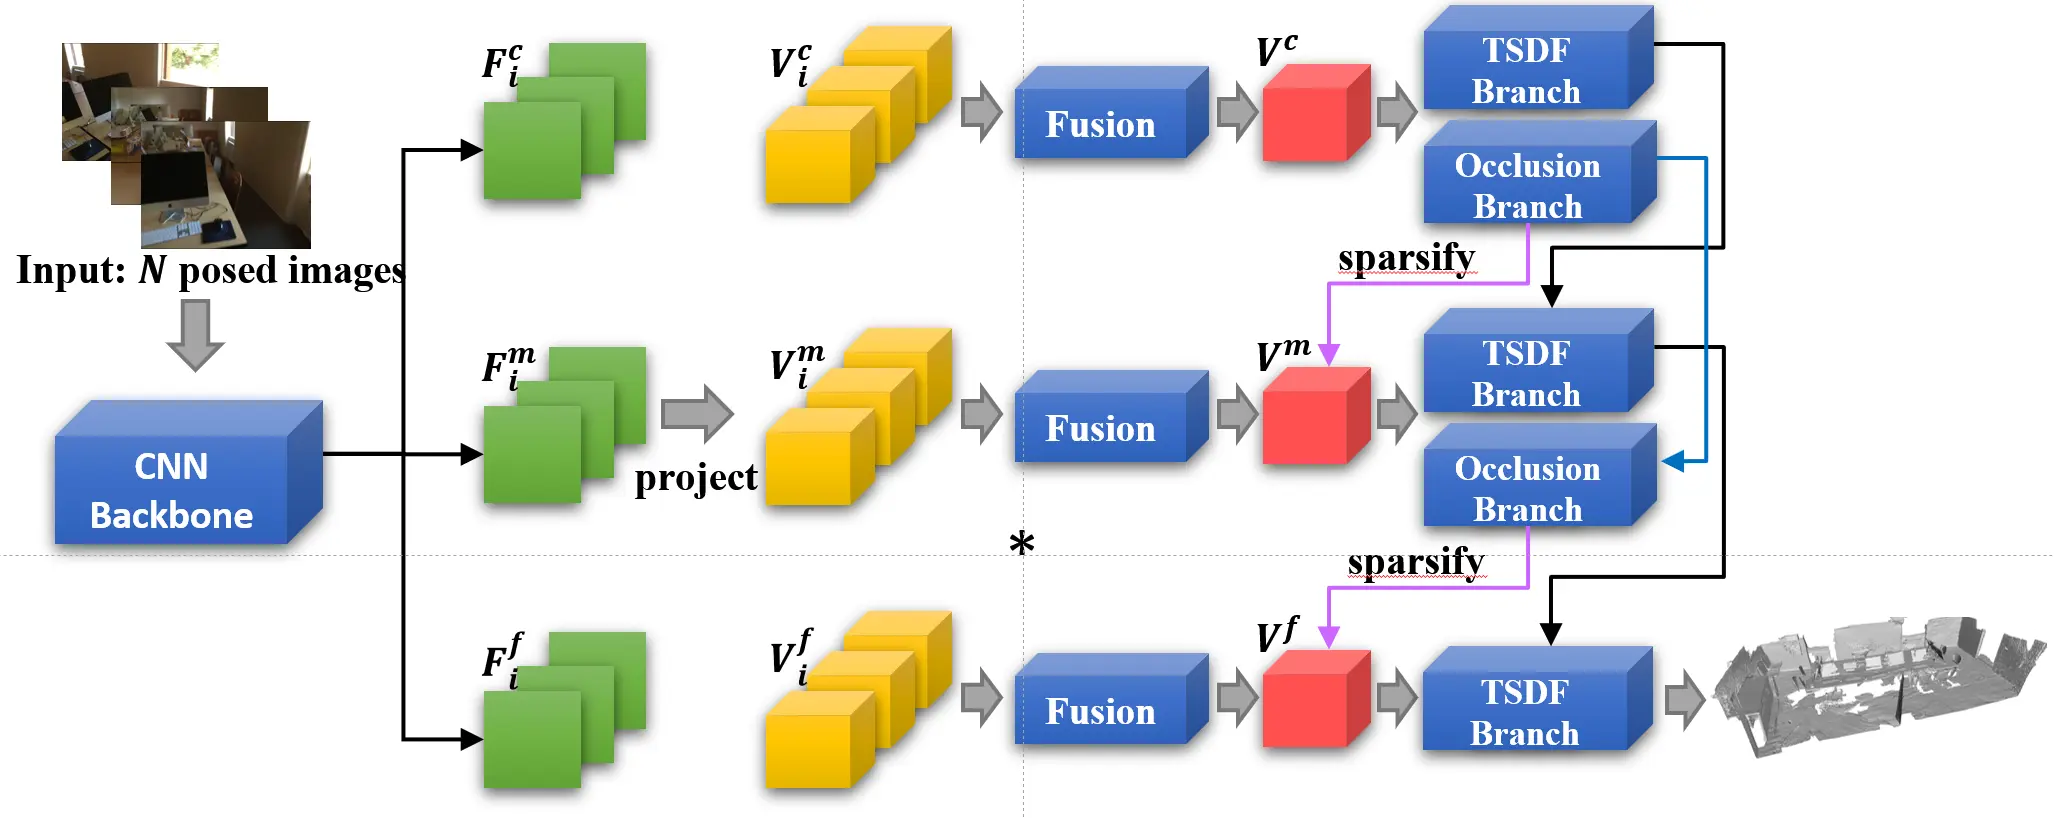 Input: N posed images
CNN
Backbone
F_i^c
V_i^c
Fusion
V^c
TSDF
Branch
Occlusion
Branch
sparsify
F_i^m
project
V_i^m
Fusion
V^m
TSDF
Branch
Occlusion
Branch
*
sparsify
F_i^f
V_i^f
Fusion
V^f
TSDF
Branch